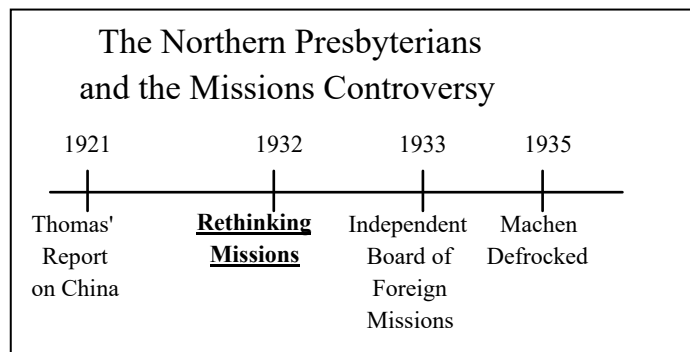 The Northern Presbyterians
and the Missions Controversy
1921 1932 1933 1935
Thomas' Rethinking Independent Machen
Report Missions Board of Defrocked
on China Foreign
Missions